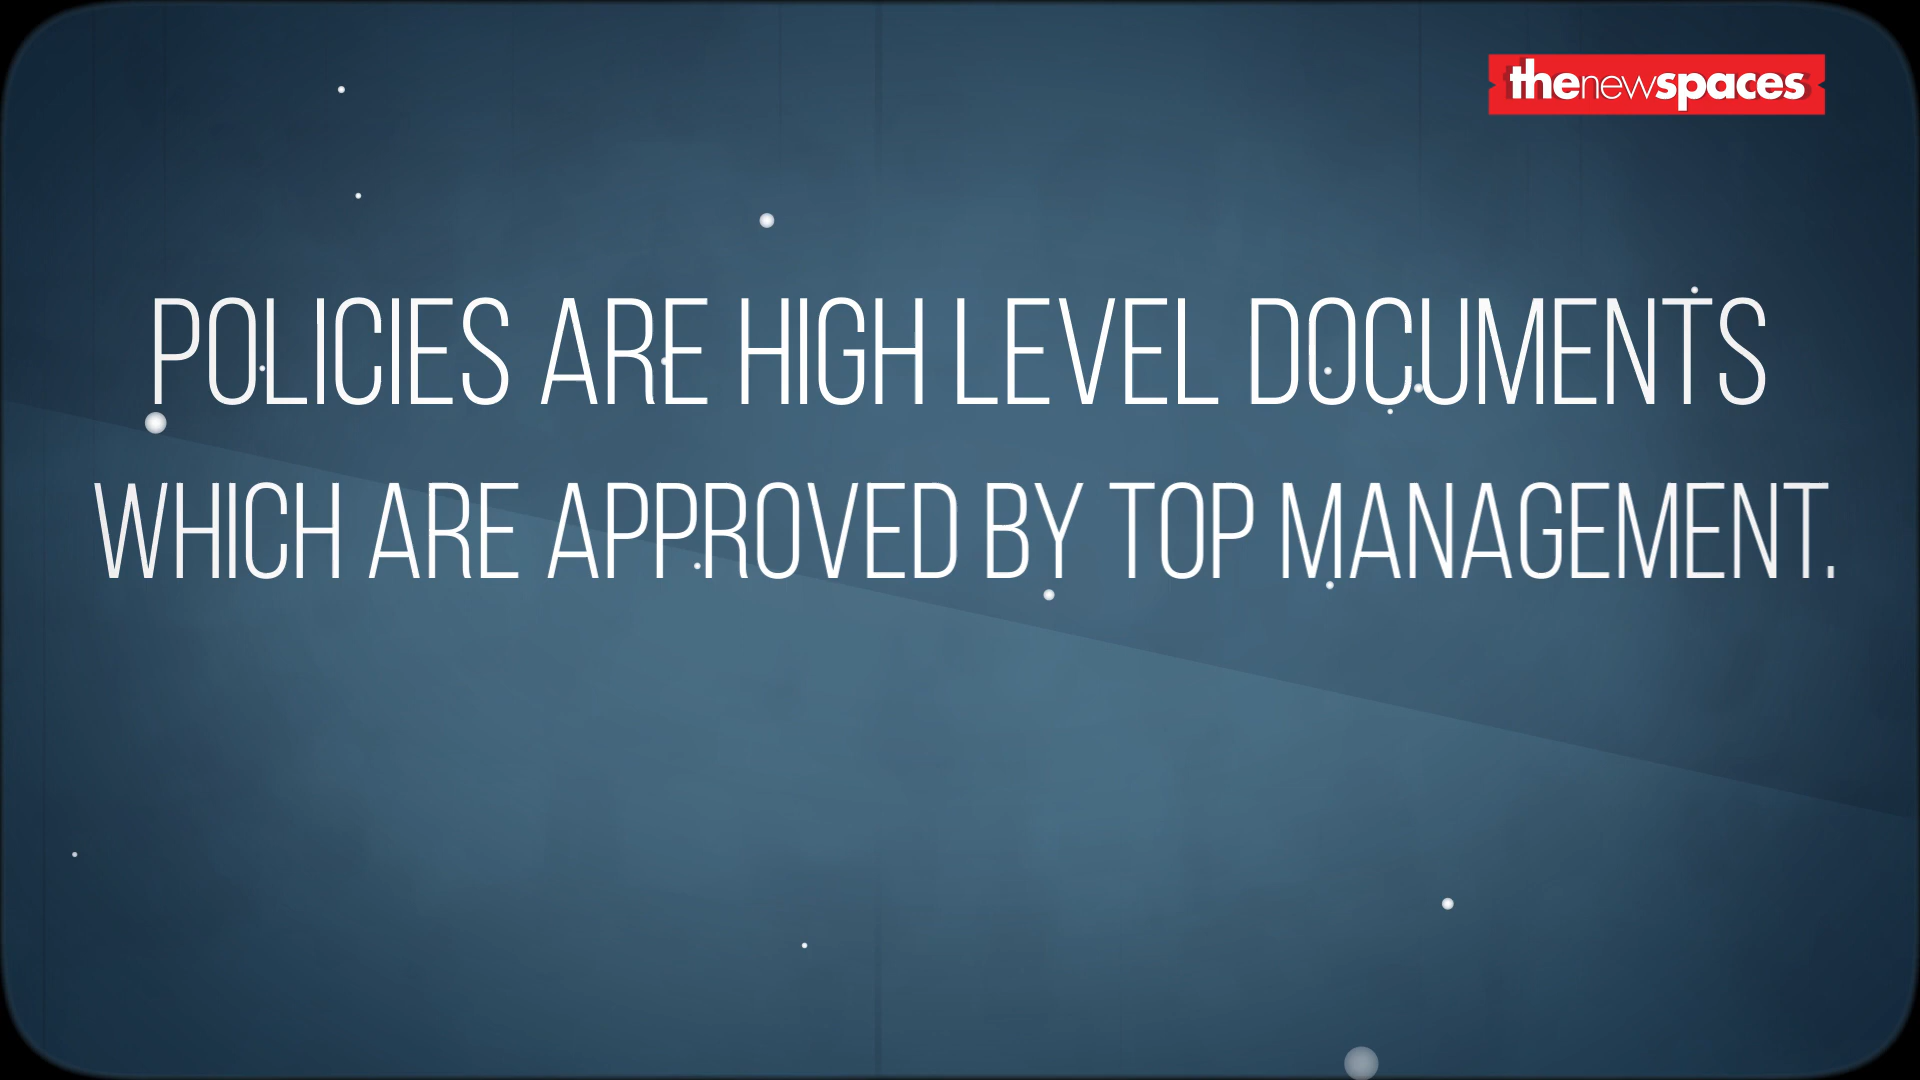 thenewspaces
POLICIES ARE HIGH LEVEL DOCUMENTS
WHICH ARE APPROVED BY TOP MANAGEMENT.